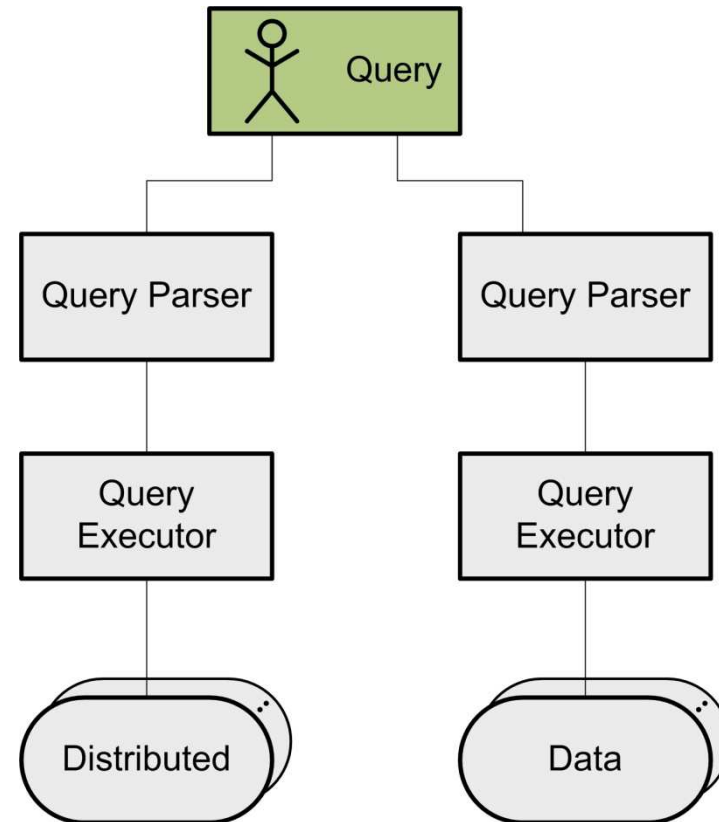 Query
Query Parser
Query Parser
Query
Executor
Query
Executor
Distributed
Data